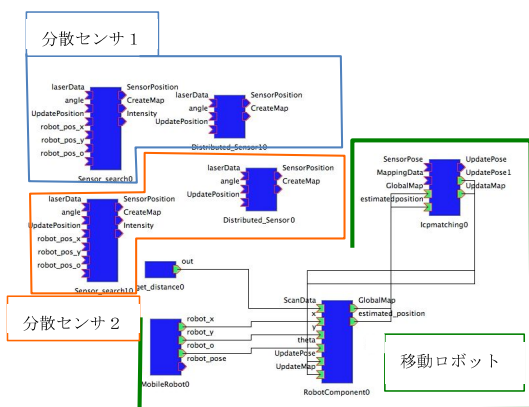 分散センサ１
laserData
angle
UpdatePosition
robot_pos_x
robot_pos_y
robot_pos_o
SensorPosition
CreateMap
Intensity
Sensor_search0
laserData
angle
UpdatePosition
SensorPosition
CreateMap
Distributed_Sensor10
laserData
angle
UpdatePosition
SensorPosition
CreateMap
Distributed_Sensor0
laserData
angle
UpdatePosition
robot_pos_x
robot_pos_y
robot_pos_o
SensorPosition
CreateMap
Intensity
Sensor_search10
分散センサ２
SensorPose
MappingData
GlobalMap
estimatedposition
UpdatePose
UpdatePose1
UpdataMap
Icpmatching0
out
get_distance0
robot_x
robot_y
robot_o
robot_pose
MobileRobot0
ScanData
x
y
theta
UpdatePose
UpdateMap
GlobalMap
estimated_position
RobotComponent0
移動ロボット